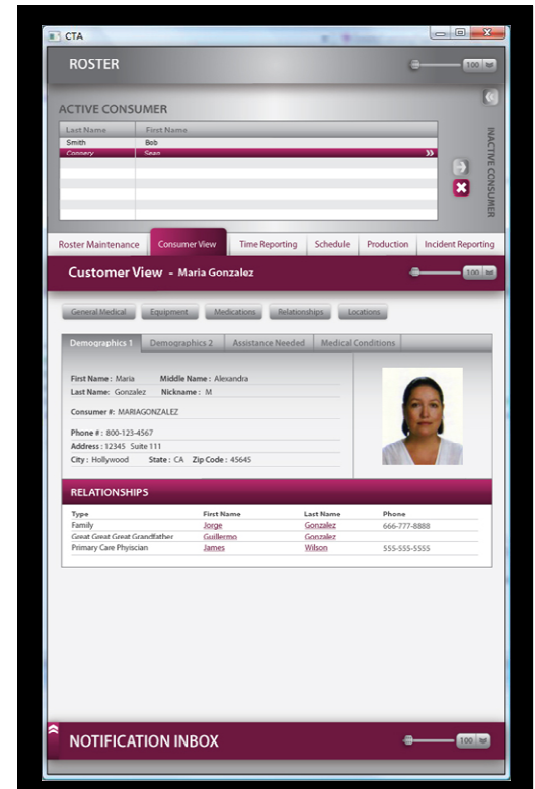 CTA
ROSTER
100
ACTIVE CONSUMER
Last Name First Name
Smith Bob
Connery Sean
INACTIVE CONSUMER
Roster Maintenance Consumer View Time Reporting Schedule Production Incident Reporting
Customer View - Maria Gonzalez
100
General Medical Equipment Medications Relationships Locations
Demographics 1 Demographics 2 Assistance Needed Medical Conditions
First Name : Maria Middle Name : Alexandra
Last Name: Gonzalez Nickname : M
Consumer #: MARIAGONZALEZ
Phone # : 800-123-4567
Address : 12345 Suite 111
City : Hollywood State : CA Zip Code : 45645
RELATIONSHIPS
Type First Name Last Name Phone
Family Jorge Gonzalez 666-777-8888
Great Great Great Grandfather Guillermo Gonzalez
Primary Care Phyiscian James Wilson 555-555-5555
NOTIFICATION INBOX
100